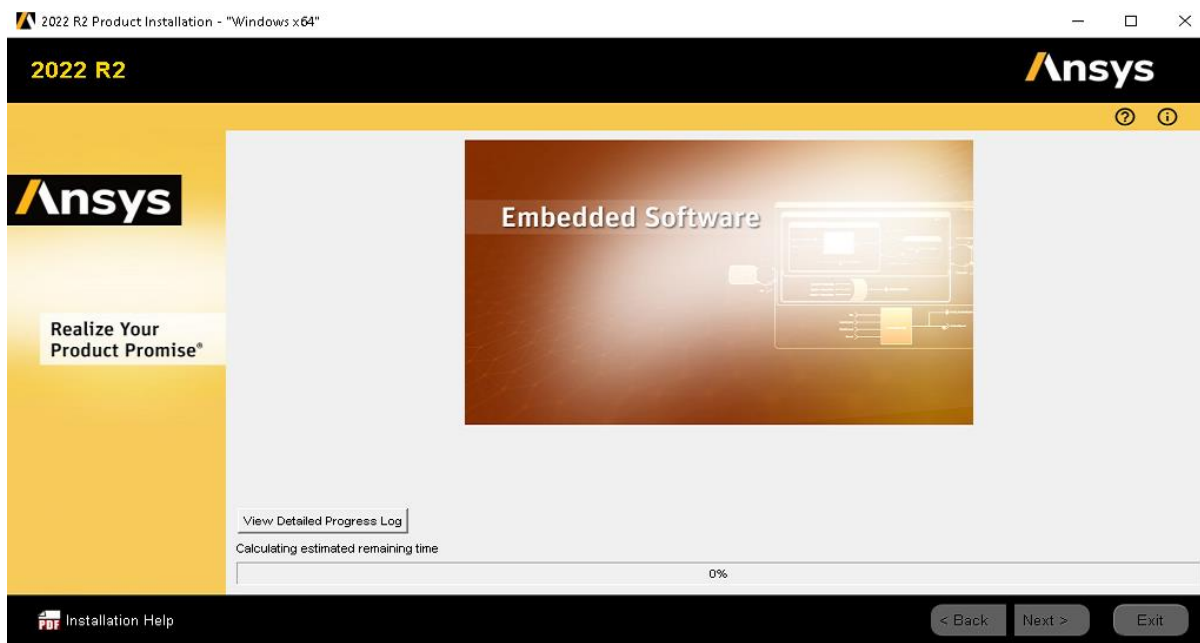 2022 R2 Product Installation - "Windows x64"
2022 R2
Ansys
Ansys
Embedded Software
Realize Your
Product Promise®
View Detailed Progress Log
Calculating estimated remaining time
0%
PDF Installation Help
< Back Next > Exit